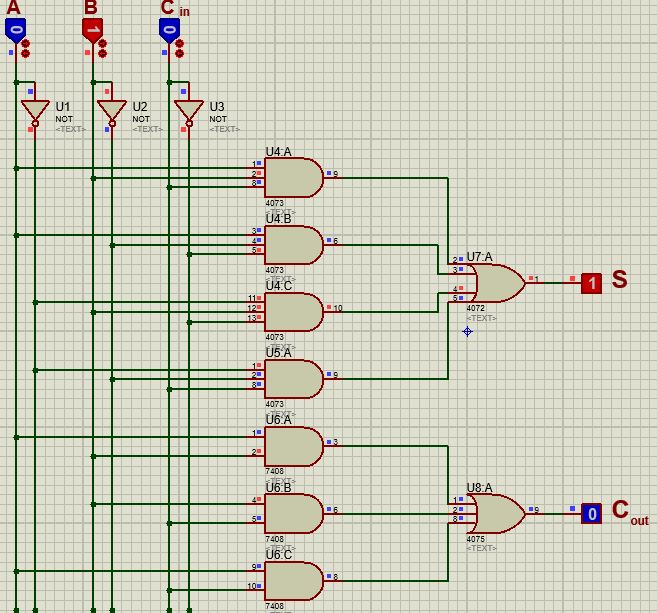 A B C in
0 1 0
U1 U2 U3
NOT NOT NOT
<TEXT> <TEXT> <TEXT>
U4:A
1
2
8
9
4073
<TEXT>
U4:B
3
4
5
6
4073
<TEXT>
U4:C
11
12
13
10
4073
<TEXT>
U5:A
1
2
8
9
4073
<TEXT>
U7:A
2
3
4
5
1
4072
<TEXT>
1 S
U6:A
1
2
3
7408
<TEXT>
U6:B
4
5
6
7408
<TEXT>
U6:C
9
10
8
7408
U8:A
1
2
8
9
4075
<TEXT>
0 Cout